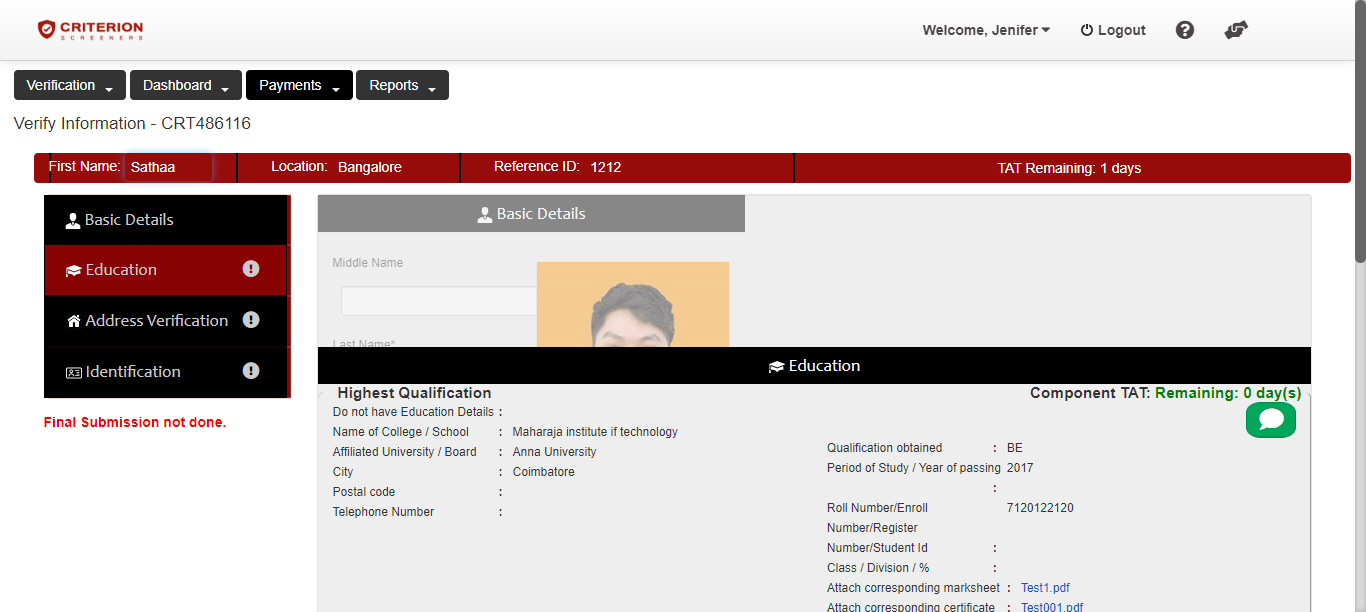 CRITERION
SCREENERS
Welcome, Jenifer
Logout
Verification
Dashboard
Payments
Reports
Verify Information - CRT486116
First Name: Sathaa
Location: Bangalore
Reference ID: 1212
TAT Remaining: 1 days
Basic Details
Education
Address Verification
Identification
Final Submission not done.
Basic Details
Middle Name
Last Name*
Education
Highest Qualification
Component TAT: Remaining: 0 day(s)
Do not have Education Details :
Name of College / School : Maharaja institute if technology
Affiliated University / Board : Anna University
City : Coimbatore
Postal code :
Telephone Number :
Qualification obtained : BE
Period of Study / Year of passing 2017
:
Roll Number/Enroll 7120122120
Number/Register
Number/Student Id :
Class / Division / % :
Attach corresponding marksheet : Test1.pdf
Attach corresponding certificate : Test001.pdf